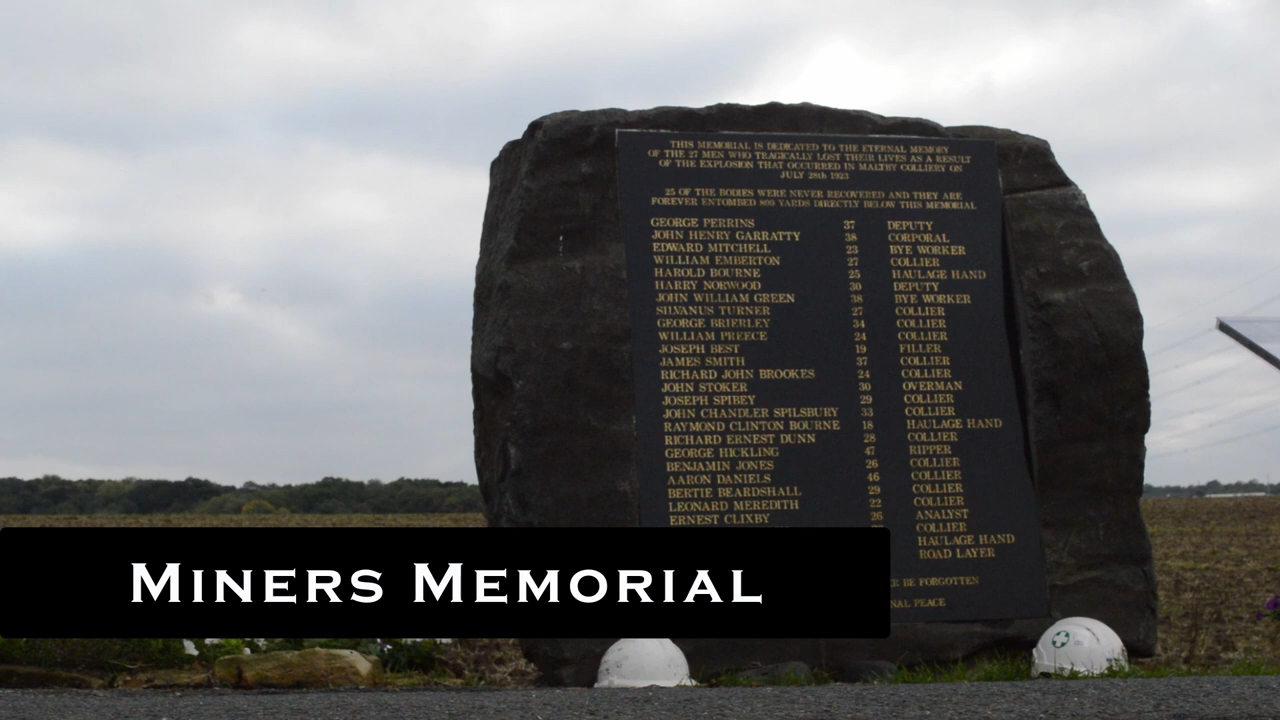 THIS MEMORIAL IS DEDICATED TO THE ETERNAL MEMORY
OF THE 27 MEN WHO TRAGICALLY LOST THEIR LIVES AS A RESULT
OF THE EXPLOSION THAT OCCURRED IN MALTBY COLLIERY ON
JULY 28th 1923
25 OF THE BODIES WERE NEVER RECOVERED AND THEY ARE
FOREVER ENTOMBED 800 YARDS DIRECTLY BELOW THIS MEMORIAL
GEORGE PERRINS 37 DEPUTY
JOHN HENRY GARRATTY 38 CORPORAL
EDWARD MITCHELL 23 BYE WORKER
WILLIAM EMBERTON 27 COLLIER
HAROLD BOURNE 25 HAULAGE HAND
HARRY NORWOOD 30 DEPUTY
JOHN WILLIAM GREEN 38 BYE WORKER
SILVANUS TURNER 27 COLLIER
GEORGE BRIERLEY 34 COLLIER
WILLIAM PREECE 24 COLLIER
JOSEPH BEST 19 FILLER
JAMES SMITH 37 COLLIER
RICHARD JOHN BROOKES 24 COLLIER
JOHN STOKER 30 OVERMAN
JOSEPH SPIBEY 29 COLLIER
JOHN CHANDLER SPILSBURY 33 COLLIER
RAYMOND CLINTON BOURNE 18 HAULAGE HAND
RICHARD ERNEST DUNN 28 COLLIER
GEORGE HICKLING 47 RIPPER
BENJAMIN JONES 26 COLLIER
AARON DANIELS 46 COLLIER
BERTIE BEARDSHALL 29 COLLIER
LEONARD MEREDITH 22 COLLIER
ERNEST CLIXBY 26 ANALYST
COLLIER
HAULAGE HAND
ROAD LAYER
BE FORGOTTEN
PEACE
MINERS MEMORIAL